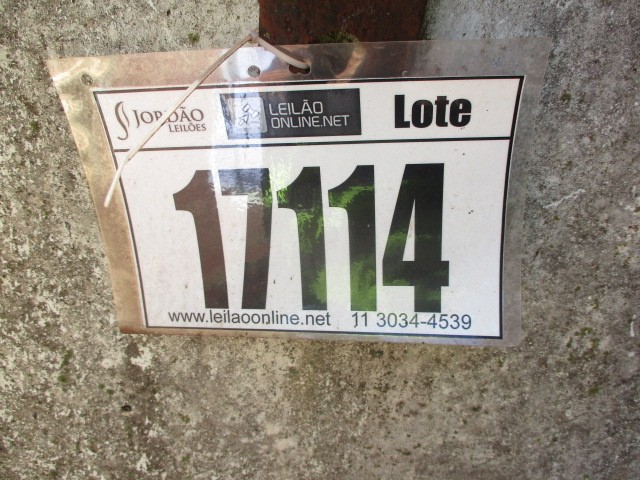 JORDÃO
LEILÕES
LEILÃO
ONLINE.NET
Lote
17114
www.leilaoonline.net 11 3034-4539